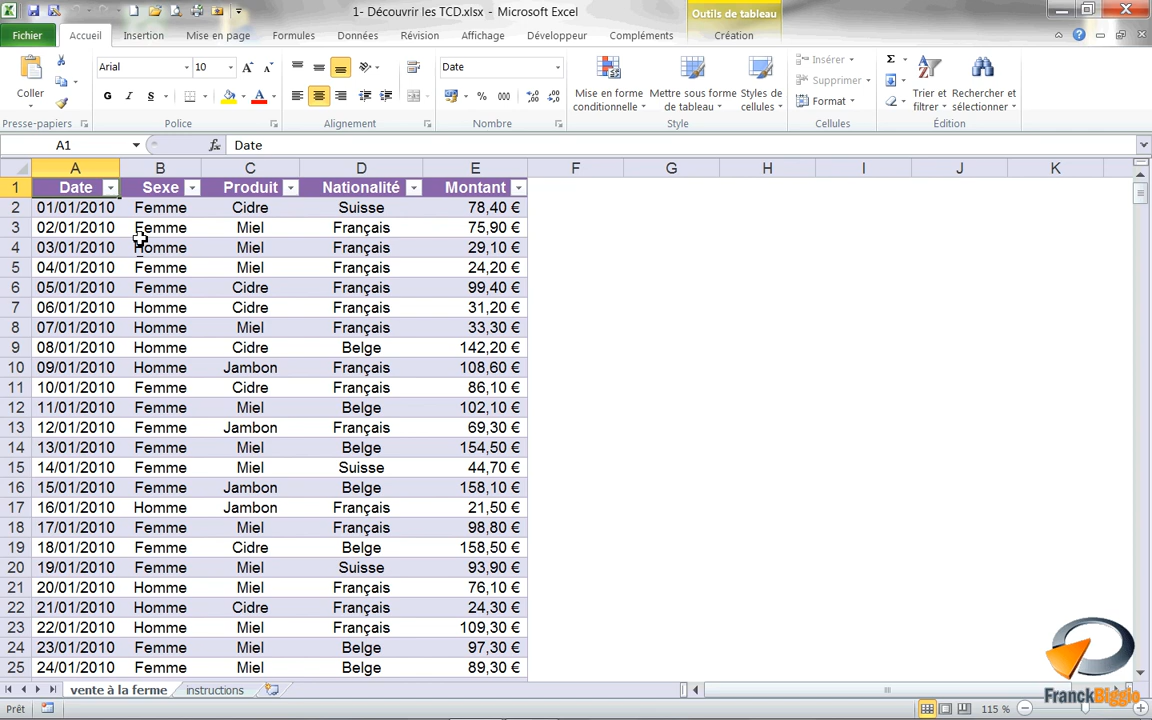 1- Découvrir les TCD.xlsx - Microsoft Excel
Outils de tableau
Fichier Accueil Insertion Mise en page Formules Données Révision Affichage Développeur Compléments Création
Coller
Presse-papiers
Arial 10
G I S
Police
Alignement
Date
% 000
Nombre
Mise en forme conditionnelle
Mettre sous forme de tableau
Styles de cellules
Style
Insérer
Supprimer
Format
Cellules
Trier et filtrer
Rechercher et sélectionner
Édition
A1 fx Date
A B C D E F G H I J K
1 Date Sexe Produit Nationalité Montant
2 01/01/2010 Femme Cidre Suisse 78,40 €
3 02/01/2010 Femme Miel Français 75,90 €
4 03/01/2010 Homme Miel Français 29,10 €
5 04/01/2010 Femme Miel Français 24,20 €
6 05/01/2010 Femme Cidre Français 99,40 €
7 06/01/2010 Homme Cidre Français 31,20 €
8 07/01/2010 Homme Miel Français 33,30 €
9 08/01/2010 Homme Cidre Belge 142,20 €
10 09/01/2010 Homme Jambon Français 108,60 €
11 10/01/2010 Femme Cidre Français 86,10 €
12 11/01/2010 Femme Miel Belge 102,10 €
13 12/01/2010 Femme Jambon Français 69,30 €
14 13/01/2010 Femme Miel Belge 154,50 €
15 14/01/2010 Femme Miel Suisse 44,70 €
16 15/01/2010 Femme Jambon Belge 158,10 €
17 16/01/2010 Homme Jambon Français 21,50 €
18 17/01/2010 Femme Miel Français 98,80 €
19 18/01/2010 Femme Cidre Belge 158,50 €
20 19/01/2010 Femme Miel Suisse 93,90 €
21 20/01/2010 Homme Miel Français 76,10 €
22 21/01/2010 Homme Cidre Français 24,30 €
23 22/01/2010 Homme Miel Français 109,30 €
24 23/01/2010 Femme Miel Belge 97,30 €
25 24/01/2010 Femme Miel Belge 89,30 €
vente à la ferme instructions
FranckBiggio
Prêt 115 %